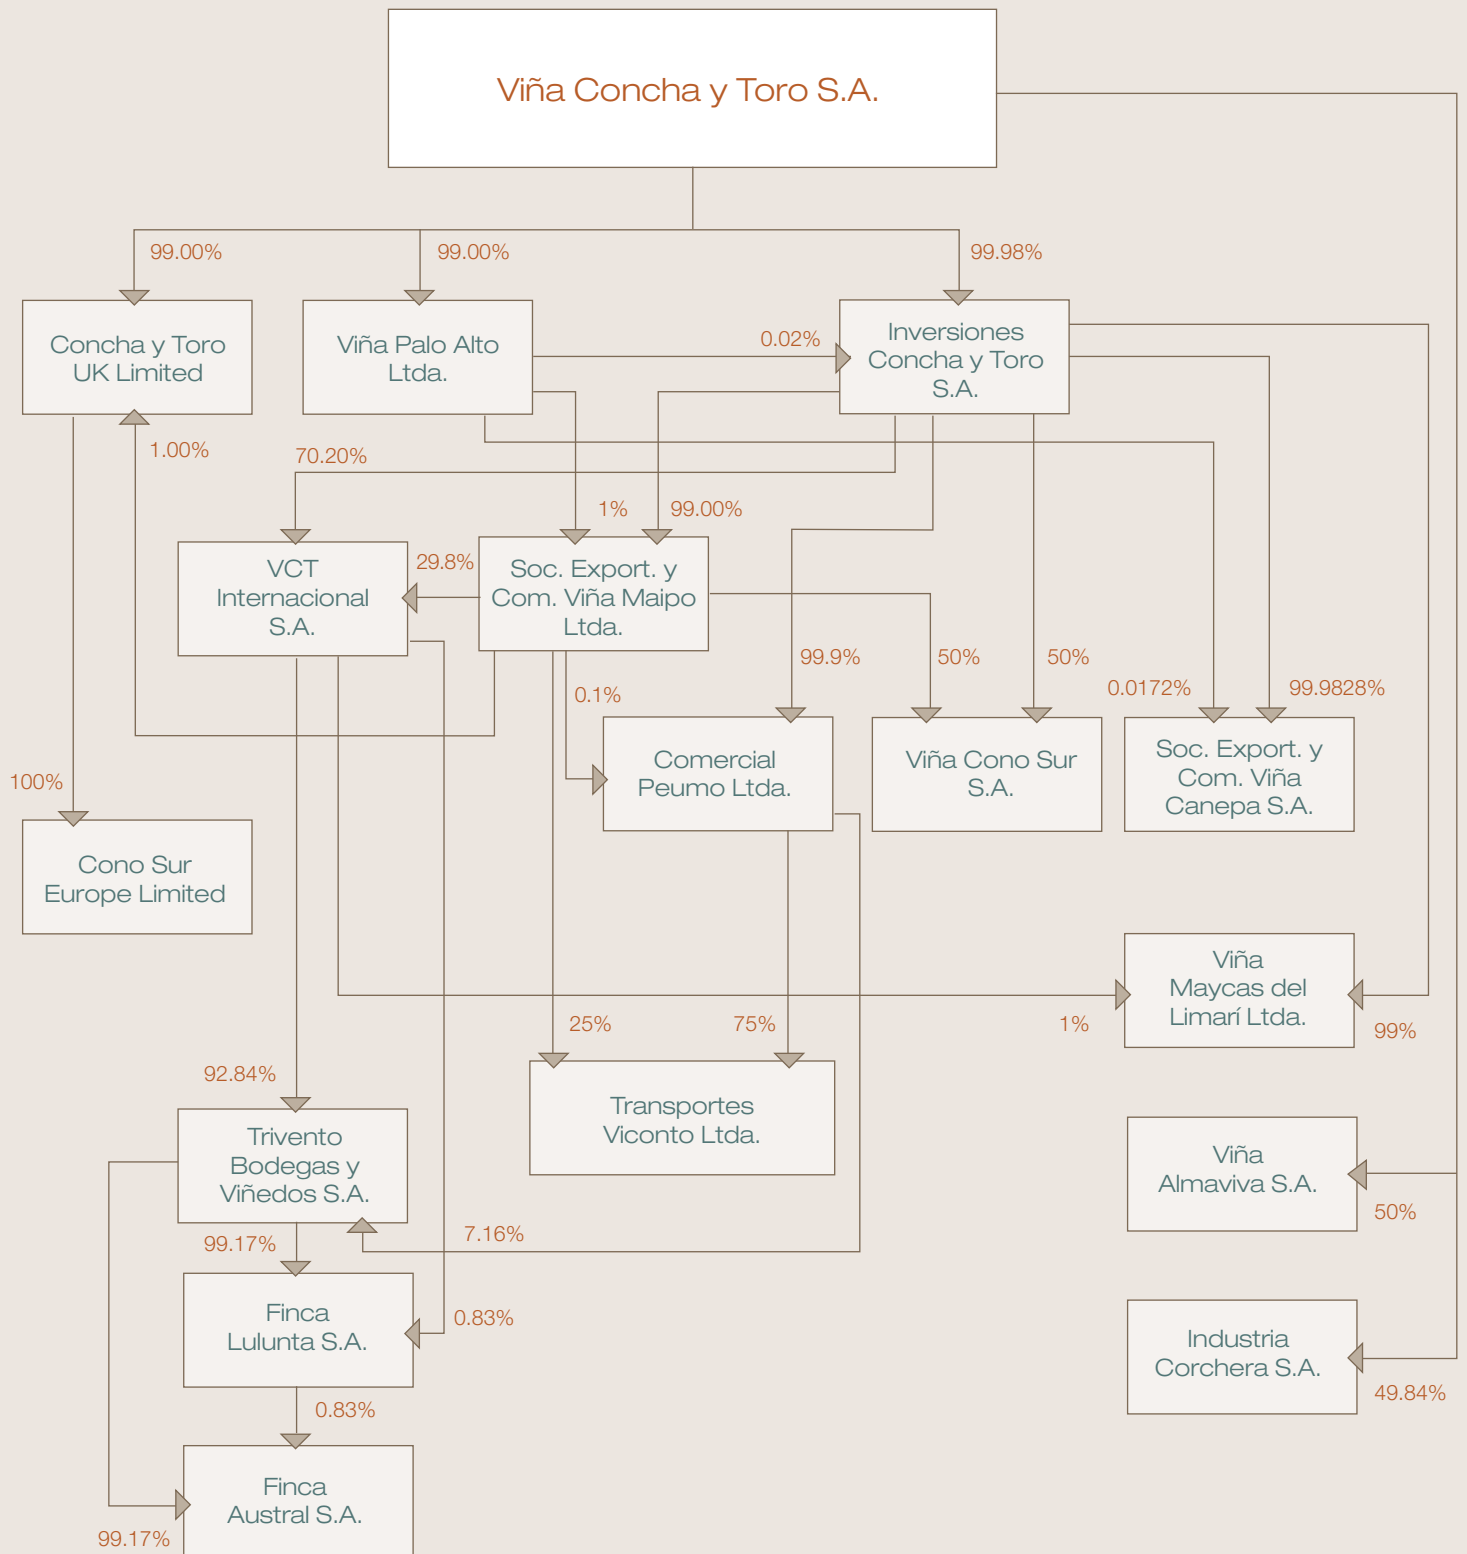 Viña Concha y Toro S.A.
99.00%
99.00%
99.98%
Concha y Toro
UK Limited
Viña Palo Alto
Ltda.
0.02%
Inversiones
Concha y Toro
S.A.
1.00%
70.20%
1%
99.00%
VCT
Internacional
S.A.
29.8%
Soc. Export. y
Com. Viña Maipo
Ltda.
99.9%
50%
50%
0.0172%
99.9828%
0.1%
Comercial
Peumo Ltda.
Viña Cono Sur
S.A.
Soc. Export. y
Com. Viña
Canepa S.A.
100%
Cono Sur
Europe Limited
Viña
Maycas del
Limarí Ltda.
25%
75%
1%
99%
92.84%
Transportes
Viconto Ltda.
Trivento
Bodegas y
Viñedos S.A.
Viña
Almaviva S.A.
50%
99.17%
7.16%
Finca
Lulunta S.A.
0.83%
Industria
Corchera S.A.
49.84%
0.83%
Finca
Austral S.A.
99.17%